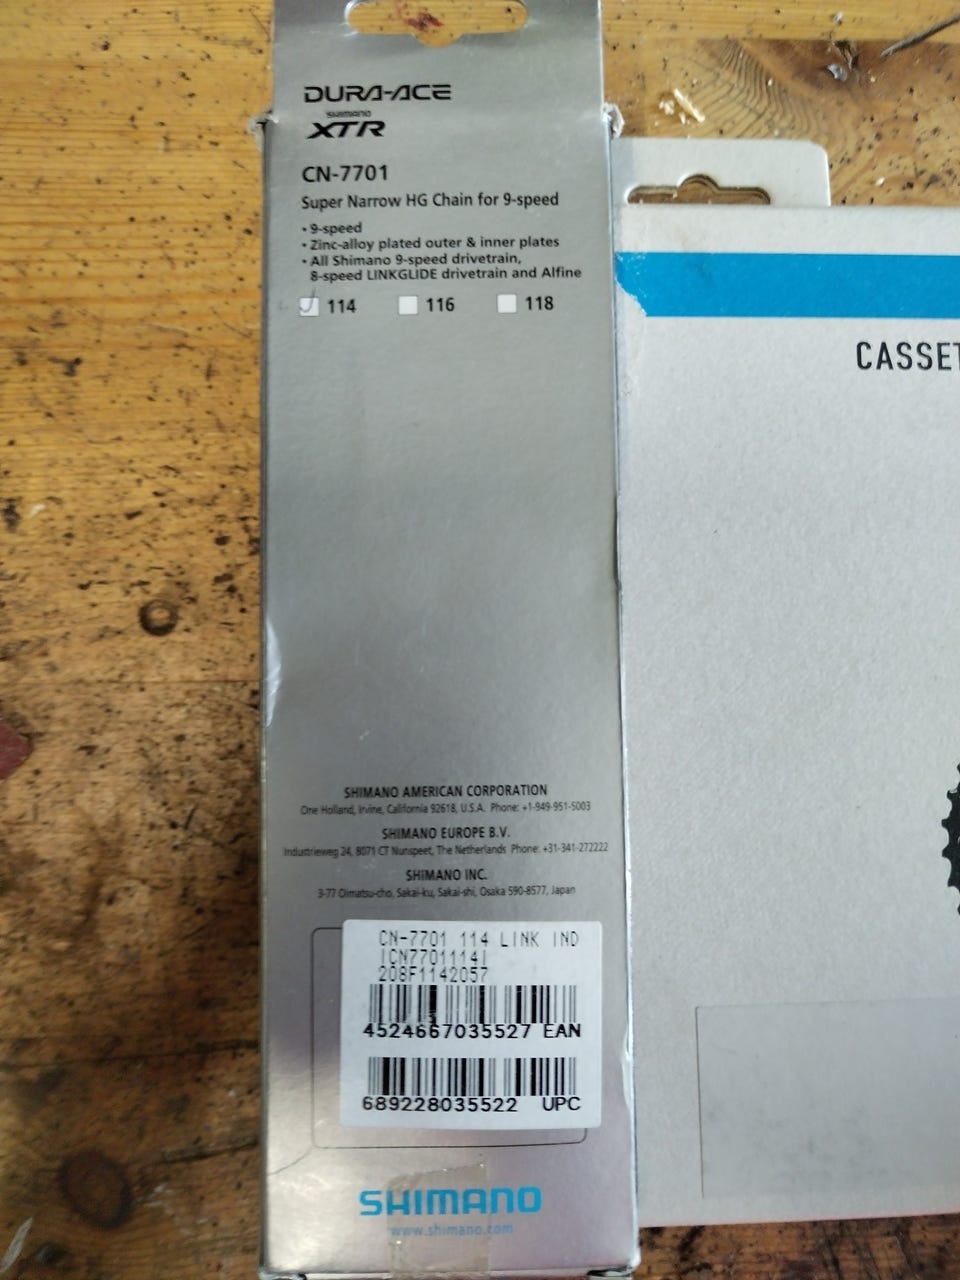 DURA-ACE
SHIMANO
XTR
CN-7701
Super Narrow HG Chain for 9-speed
• 9-speed
• Zinc-alloy plated outer & inner plates
• All Shimano 9-speed drivetrain,
8-speed LINKGLIDE drivetrain and Alfine
114 116 118
CASSET
SHIMANO AMERICAN CORPORATION
One Holland, Irvine, California 92618, U.S.A. Phone: +1-949-951-5003
SHIMANO EUROPE B.V.
Industrieweg 24, 8071 CT Nunspeet, The Netherlands Phone: +31-341-272222
SHIMANO INC.
3-77 Oimatsu-cho, Sakai-ku, Sakai-shi, Osaka 590-8577, Japan
CN-7701 114 LINK IND
ICN7701114I
208F1142057
4524667035527 EAN
689228035522 UPC
SHIMANO
www.shimano.com